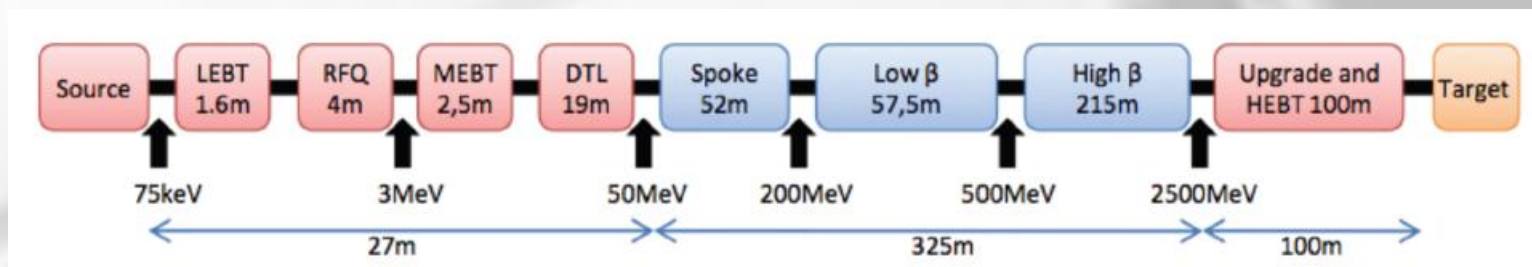 Source
LEBT
1.6m
RFQ
4m
MEBT
2,5m
DTL
19m
Spoke
52m
Low β
57,5m
High β
215m
Upgrade and
HEBT 100m
Target
75keV
3MeV
50MeV
200MeV
500MeV
2500MeV
27m
325m
100m